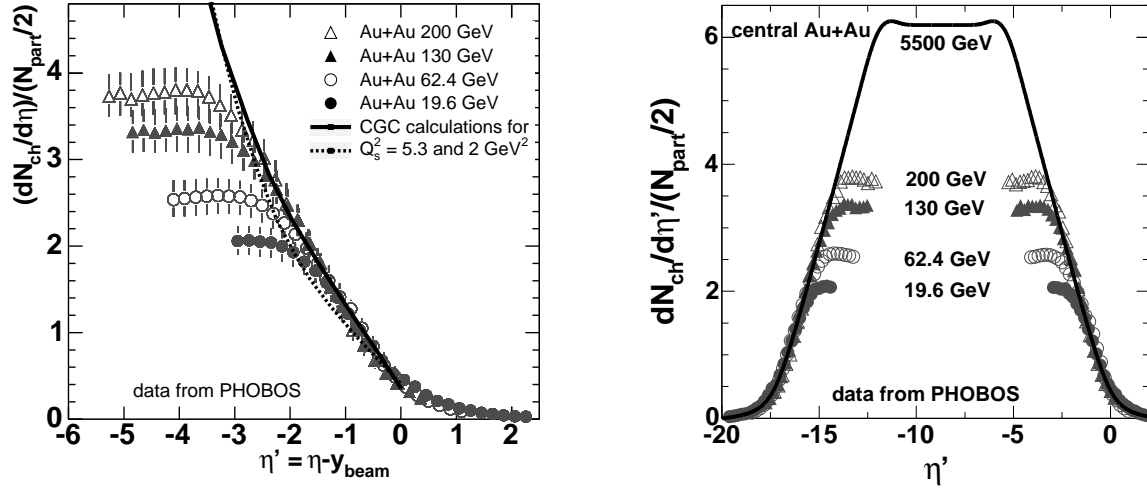 (dN_ch/dη)/(N_part/2)
4
3
2
1
0
Au+Au 200 GeV
Au+Au 130 GeV
Au+Au 62.4 GeV
Au+Au 19.6 GeV
CGC calculations for
Q_s^2 = 5.3 and 2 GeV^2
data from PHOBOS
-6 -5 -4 -3 -2 -1 0 1 2
η' = η-y_beam
dN_ch/dη'/(N_part/2)
6
4
2
0
central Au+Au
5500 GeV
200 GeV
130 GeV
62.4 GeV
19.6 GeV
data from PHOBOS
-20 -15 -10 -5 0
η'